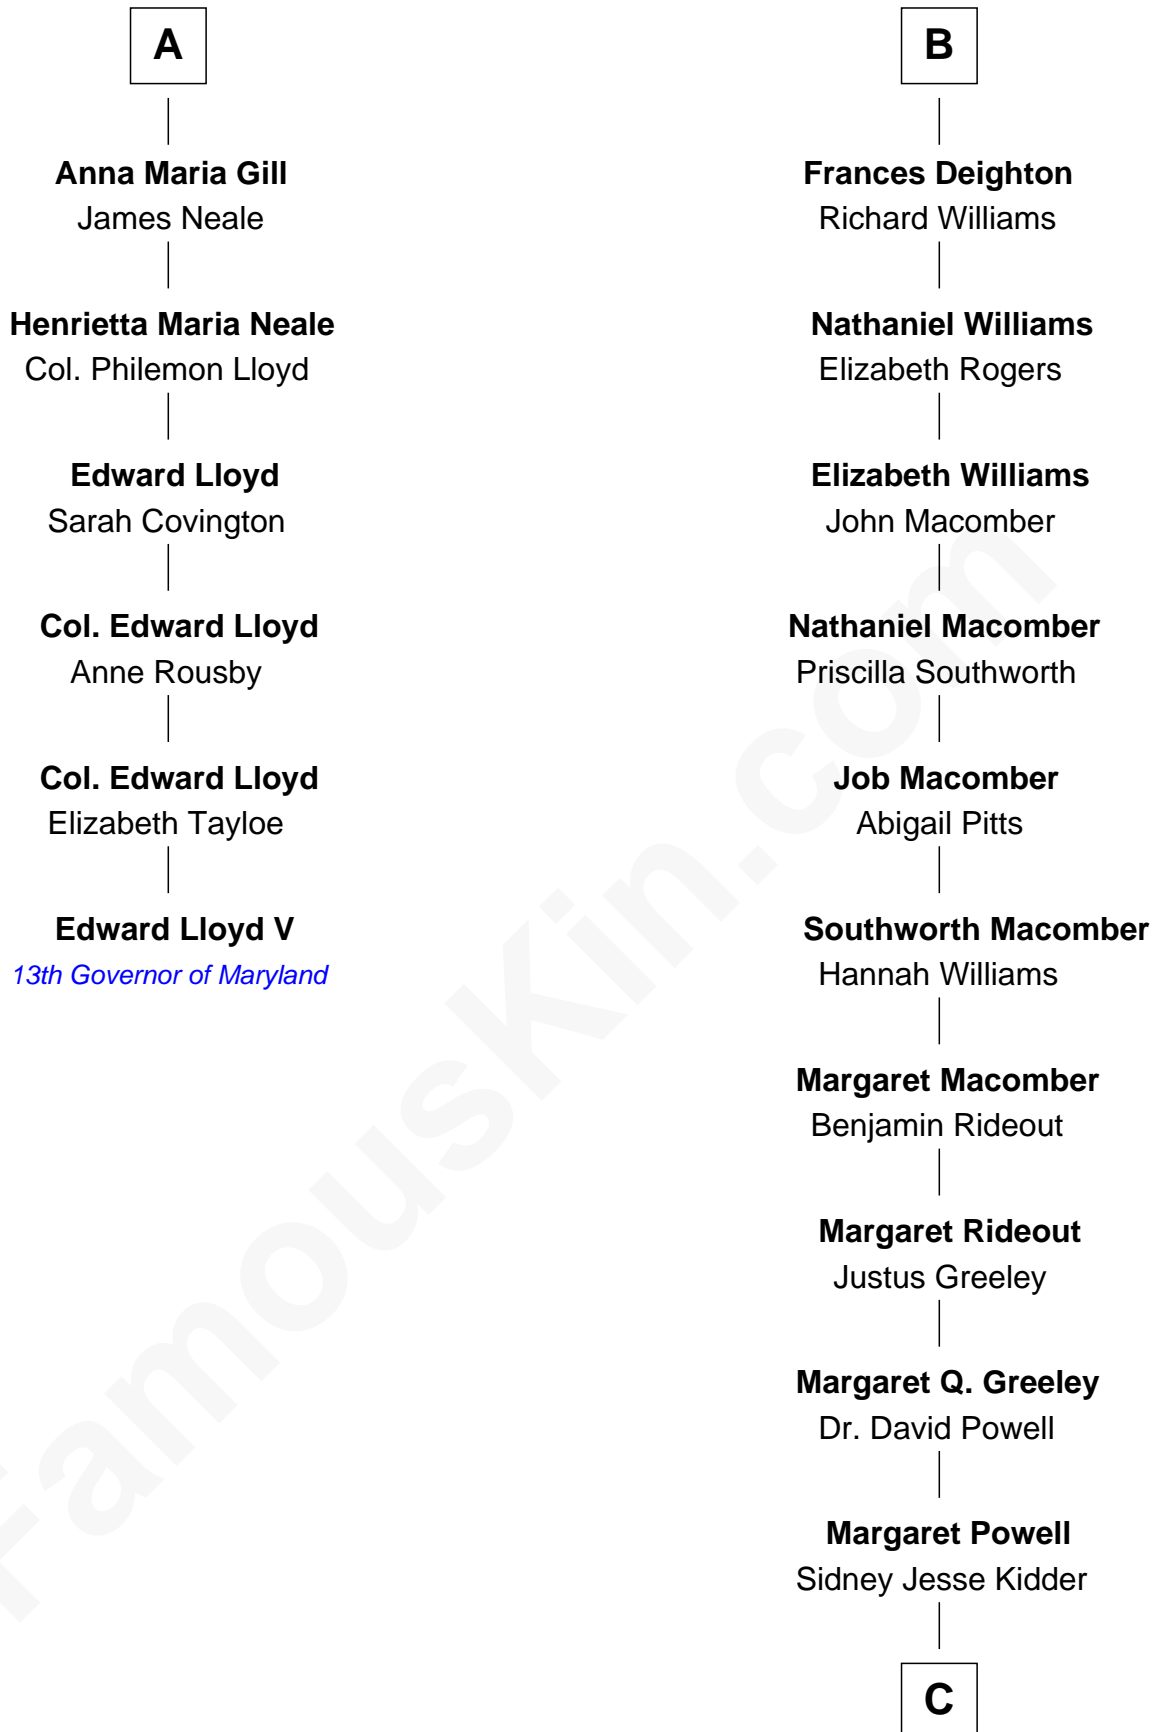 A
Anna Maria Gill
James Neale
Henrietta Maria Neale
Col. Philemon Lloyd
Edward Lloyd
Sarah Covington
Col. Edward Lloyd
Anne Rousby
Col. Edward Lloyd
Elizabeth Tayloe
Edward Lloyd V
13th Governor of Maryland
B
Frances Deighton
Richard Williams
Nathaniel Williams
Elizabeth Rogers
Elizabeth Williams
John Macomber
Nathaniel Macomber
Priscilla Southworth
Job Macomber
Abigail Pitts
Southworth Macomber
Hannah Williams
Margaret Macomber
Benjamin Rideout
Margaret Rideout
Justus Greeley
Margaret Q. Greeley
Dr. David Powell
Margaret Powell
Sidney Jesse Kidder
C
FamousKin.com